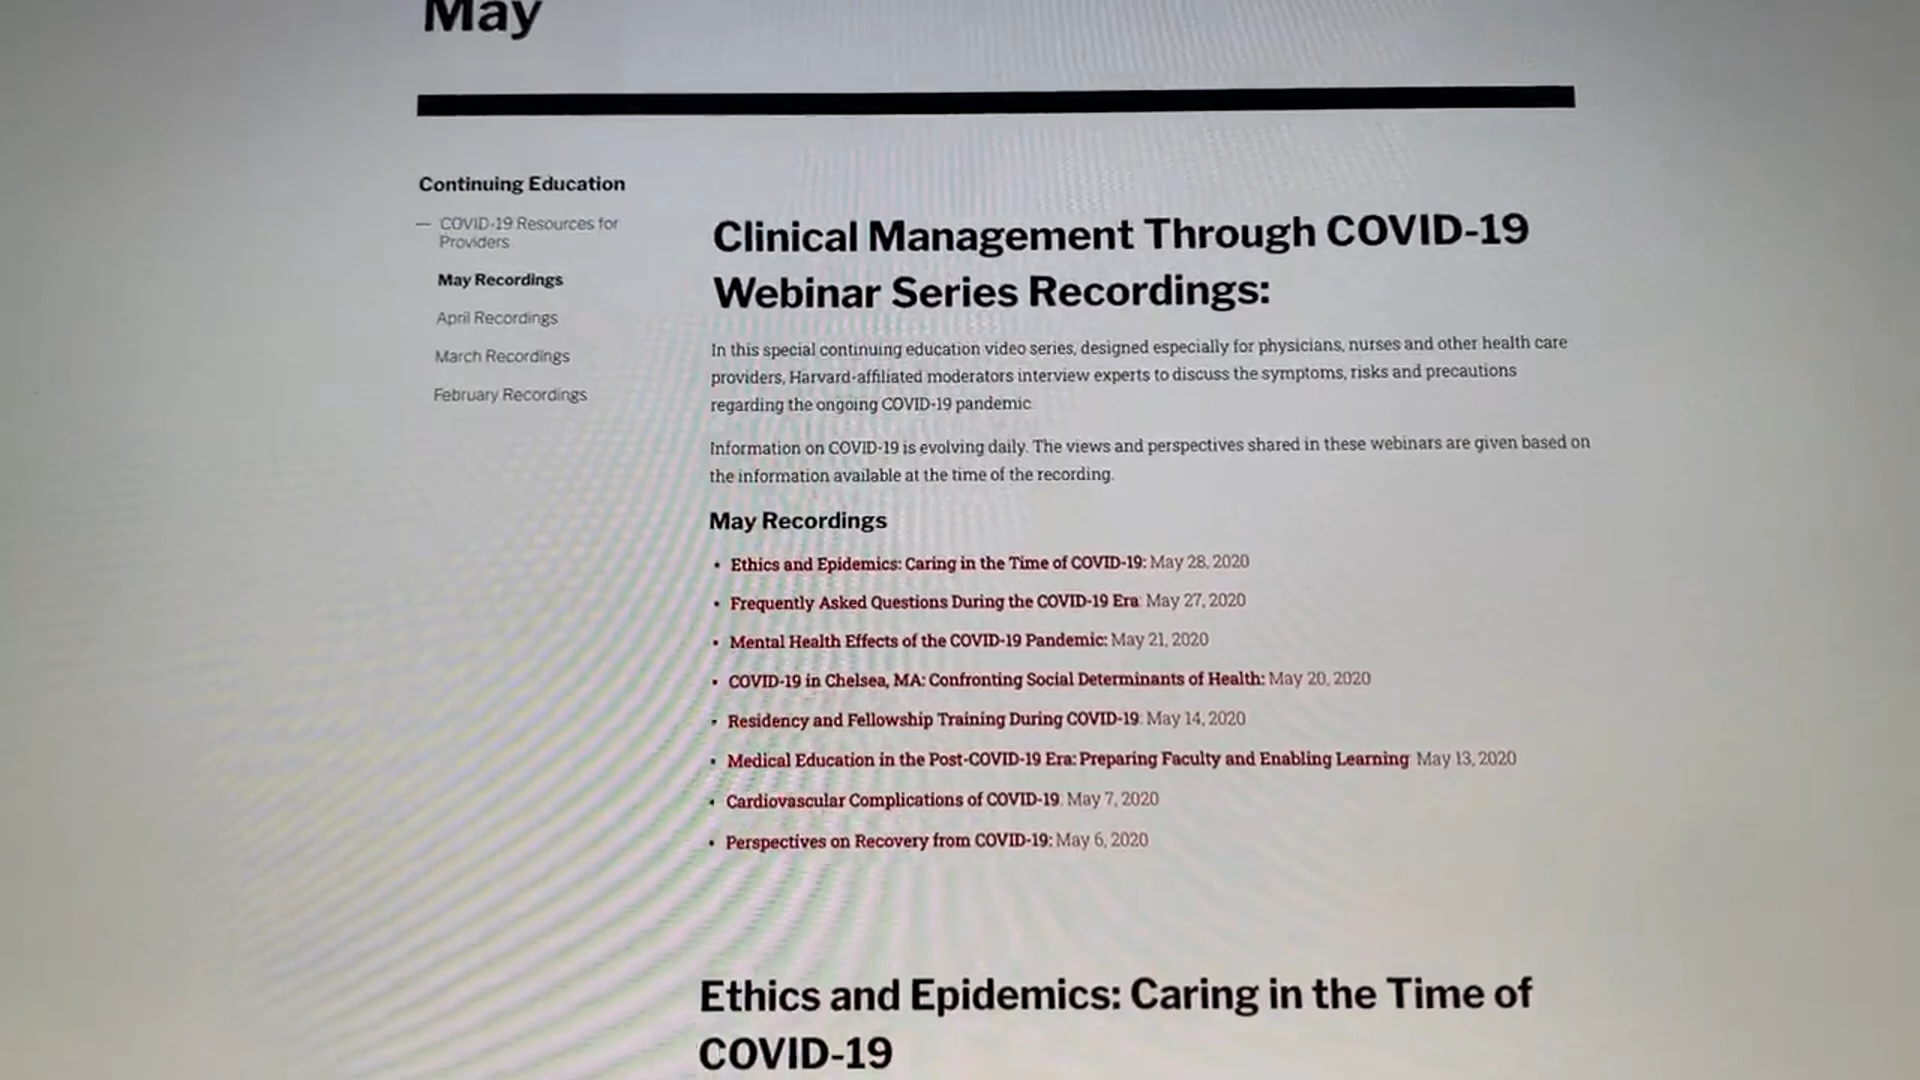 May
Continuing Education
— COVID-19 Resources for
Providers
May Recordings
April Recordings
March Recordings
February Recordings
Clinical Management Through COVID-19
Webinar Series Recordings:
In this special continuing education video series, designed especially for physicians, nurses and other health care
providers, Harvard-affiliated moderators interview experts to discuss the symptoms, risks and precautions
regarding the ongoing COVID-19 pandemic.
Information on COVID-19 is evolving daily. The views and perspectives shared in these webinars are given based on
the information available at the time of the recording.
May Recordings
• Ethics and Epidemics: Caring in the Time of COVID-19: May 28, 2020
• Frequently Asked Questions During the COVID-19 Era: May 27, 2020
• Mental Health Effects of the COVID-19 Pandemic: May 21, 2020
• COVID-19 in Chelsea, MA: Confronting Social Determinants of Health: May 20, 2020
• Residency and Fellowship Training During COVID-19: May 14, 2020
• Medical Education in the Post-COVID-19 Era: Preparing Faculty and Enabling Learning: May 13, 2020
• Cardiovascular Complications of COVID-19: May 7, 2020
• Perspectives on Recovery from COVID-19: May 6, 2020
Ethics and Epidemics: Caring in the Time of
COVID-19